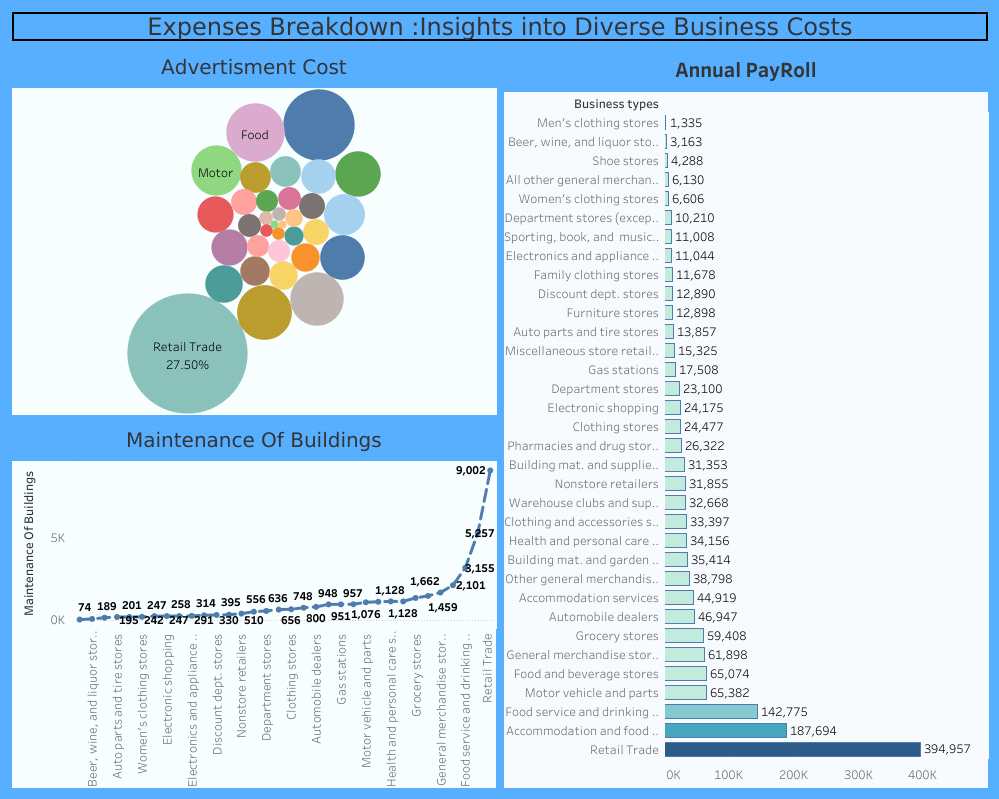 Expenses Breakdown :Insights into Diverse Business Costs
Advertisment Cost
Food
Motor
Retail Trade
27.50%
Maintenance Of Buildings
Maintenance Of Buildings
5K
0K
74 189 201 247 258 314 395 556 636 748 948 957 1,128 1,662 2,101 3,155 5,257 9,002
195 242 247 291 330 510 656 800 951 1,076 1,128 1,459
Beer, wine, and liquor stor..
Auto parts and tire stores
Women's clothing stores
Electronic shopping
Electronics and appliance ..
Discount dept. stores
Nonstore retailers
Department stores
Clothing stores
Automobile dealers
Gas stations
Motor vehicle and parts
Health and personal care s..
Grocery stores
General merchandise stor..
Food service and drinking ..
Retail Trade
Annual PayRoll
Business types
Men's clothing stores 1,335
Beer, wine, and liquor sto.. 3,163
Shoe stores 4,288
All other general merchan.. 6,130
Women's clothing stores 6,606
Department stores (excep.. 10,210
Sporting, book, and music.. 11,008
Electronics and appliance .. 11,044
Family clothing stores 11,678
Discount dept. stores 12,890
Furniture stores 12,898
Auto parts and tire stores 13,857
Miscellaneous store retail.. 15,325
Gas stations 17,508
Department stores 23,100
Electronic shopping 24,175
Clothing stores 24,477
Pharmacies and drug stor.. 26,322
Building mat. and supplie.. 31,353
Nonstore retailers 31,855
Warehouse clubs and sup.. 32,668
Clothing and accessories s.. 33,397
Health and personal care .. 34,156
Building mat. and garden .. 35,414
Other general merchandis.. 38,798
Accommodation services 44,919
Automobile dealers 46,947
Grocery stores 59,408
General merchandise stor.. 61,898
Food and beverage stores 65,074
Motor vehicle and parts 65,382
Food service and drinking .. 142,775
Accommodation and food .. 187,694
Retail Trade 394,957
0K 100K 200K 300K 400K